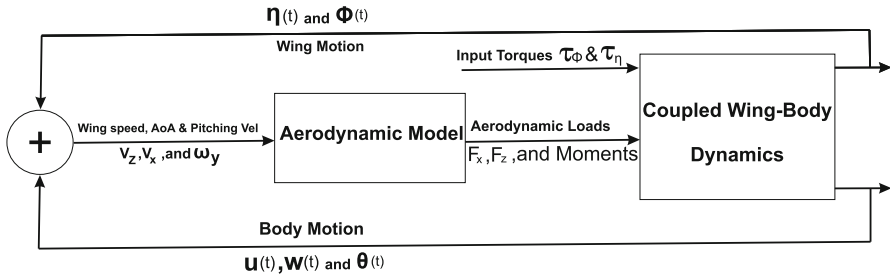 η(t) and Φ(t)
Wing Motion
Input Torques τΦ & τη
Coupled Wing-Body
Dynamics
+
Wing speed, AoA & Pitching Vel
Vz,Vx ,and ωy
Aerodynamic Model
Aerodynamic Loads
Fx,Fz,and Moments
Body Motion
u(t),w(t) and θ(t)